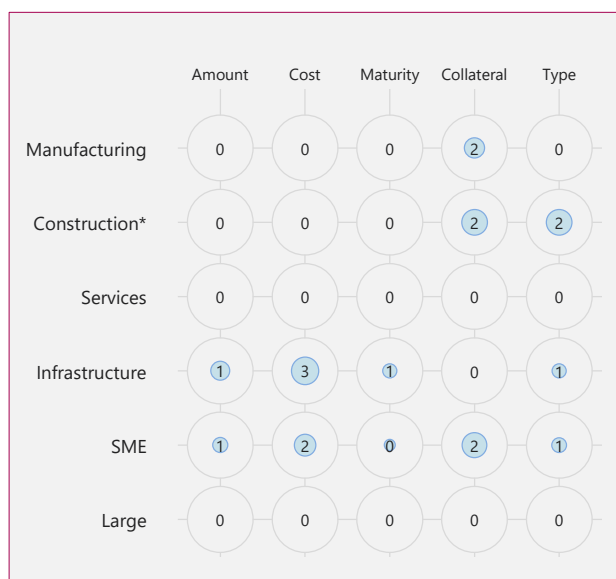 Amount Cost Maturity Collateral Type
Manufacturing 0 0 0 2 0
Construction* 0 0 0 2 2
Services 0 0 0 0 0
Infrastructure 1 3 1 0 1
SME 1 2 0 2 1
Large 0 0 0 0 0